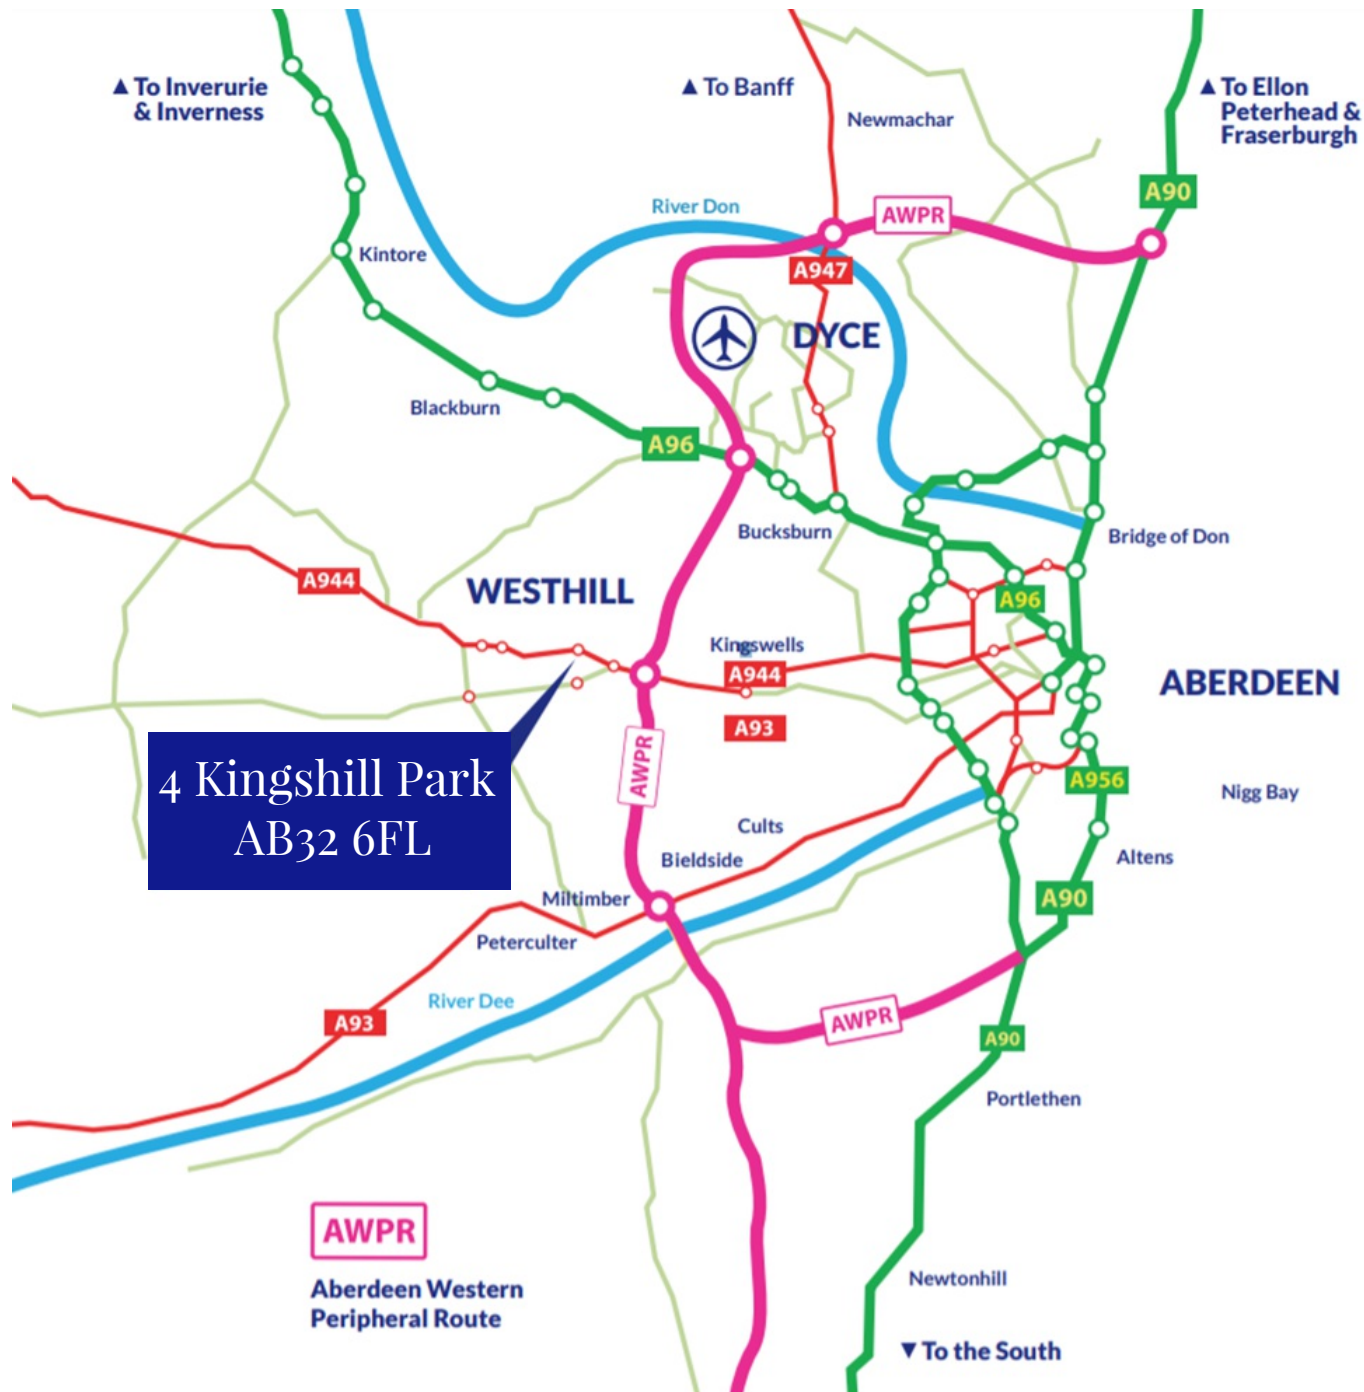 ▲ To Inverurie
& Inverness
▲ To Banff
▲ To Ellon
Peterhead &
Fraserburgh
Newmachar
A90
River Don
AWPR
Kintore
A947
DYCE
Blackburn
A96
Bucksburn
Bridge of Don
A944
WESTHILL
A96
Kingswells
A944
ABERDEEN
A93
AWPR
4 Kingshill Park
AB32 6FL
A956
Nigg Bay
Cults
Bieldside
Altens
Miltimber
A90
Peterculter
River Dee
A93
AWPR
A90
Portlethen
AWPR
Aberdeen Western
Peripheral Route
Newtonhill
▼ To the South